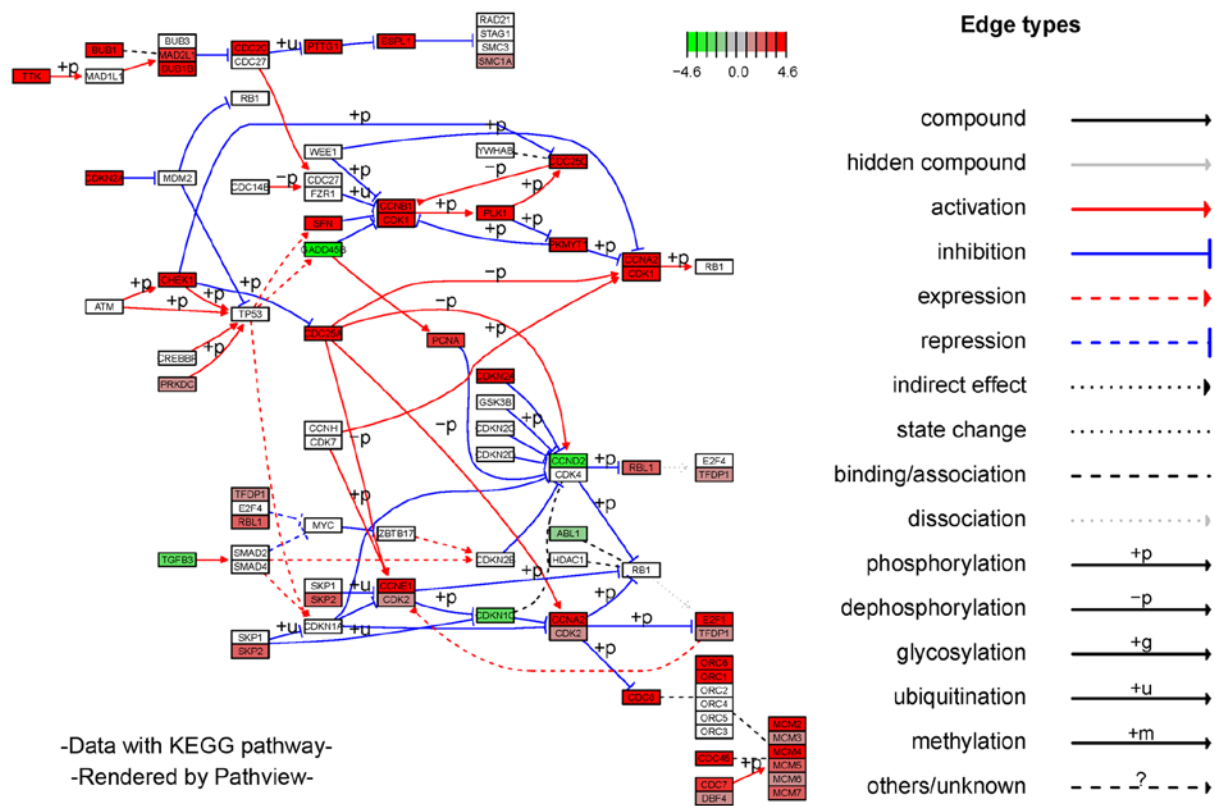 Edge types
RAD21
STAG1
SMC3
SMC1A
BUB1
BUB3
MAD2L1
BUB1B
CDC20
CDC27
+u
PTTG1
ESPL1
-4.6 0.0 4.6
TTK
+p
MAD1L1
RB1
compound
hidden compound
activation
inhibition
expression
repression
indirect effect
state change
binding/association
dissociation
phosphorylation +p
dephosphorylation −p
glycosylation +g
ubiquitination +u
methylation +m
others/unknown ?
+p
+p
WEE1
YWHAB
CDC25C
CDKN2A
MDM2
CDC14B
−p
CDC27
FZR1
+p
+u
−p
CCNB1
CDK1
+p
PLK1
+p
SFN
GADD45B
+p
+p
PKMYT1
+p
CCNA2
CDK1
+p
RB1
CHEK1
+p
+p
+p
−p
ATM
+p
TP53
−p
+p
CDC25A
PCNA
CREBBP
+p
PRKDC
CDKN2A
GSK3B
+p
CCNH
CDK7
−p
−p
CDKN2C
CDKN2D
CCND2
CDK4
+p
RBL1
E2F4
TFDP1
+p
TFDP1
E2F4
RBL1
MYC
ZBTB17
+p
ABL1
TGFB3
SMAD2
SMAD4
CDKN2B
HDAC1
RB1
+p
SKP1
SKP2
+u
CCNE1
CDK2
+p
CDKN1C
+p
SKP1
SKP2
+u
CDKN1A
+u
CCNA2
CDK2
+p
E2F1
TFDP1
+p
CDC6
ORC6
ORC1
ORC2
ORC4
ORC5
ORC3
MCM2
MCM3
MCM4
MCM5
MCM6
MCM7
CDC45
+p
CDC7
DBF4
-Data with KEGG pathway-
-Rendered by Pathview-